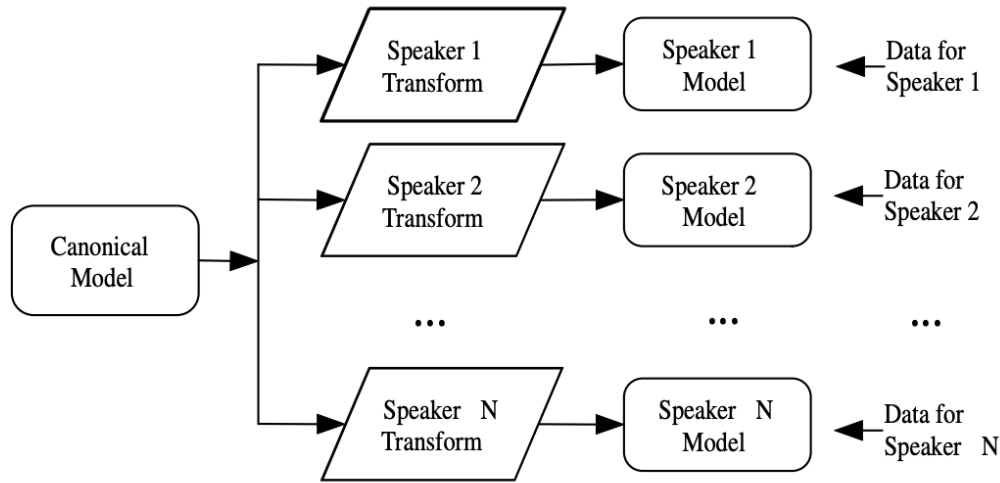 Speaker 1
Transform
Speaker 1
Model
Data for
Speaker 1
Speaker 2
Transform
Speaker 2
Model
Data for
Speaker 2
Canonical
Model
...
...
...
Speaker N
Transform
Speaker N
Model
Data for
Speaker N